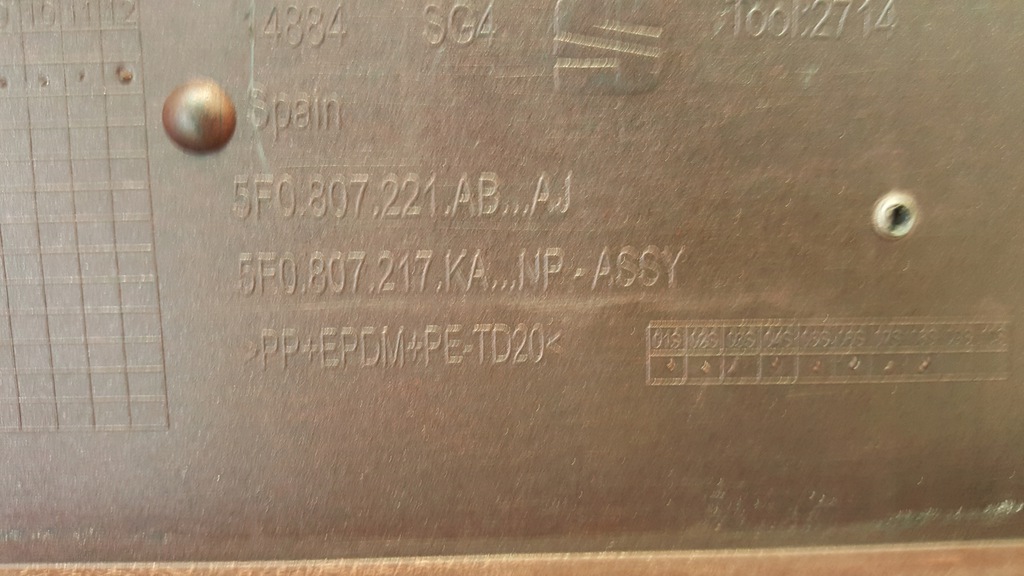 4884 SG4 Tool:2714
Spain
5F0.807.221.AB...AJ
5F0.807.217.KA...NP - ASSY
>PP+EPDM+PE-TD20<